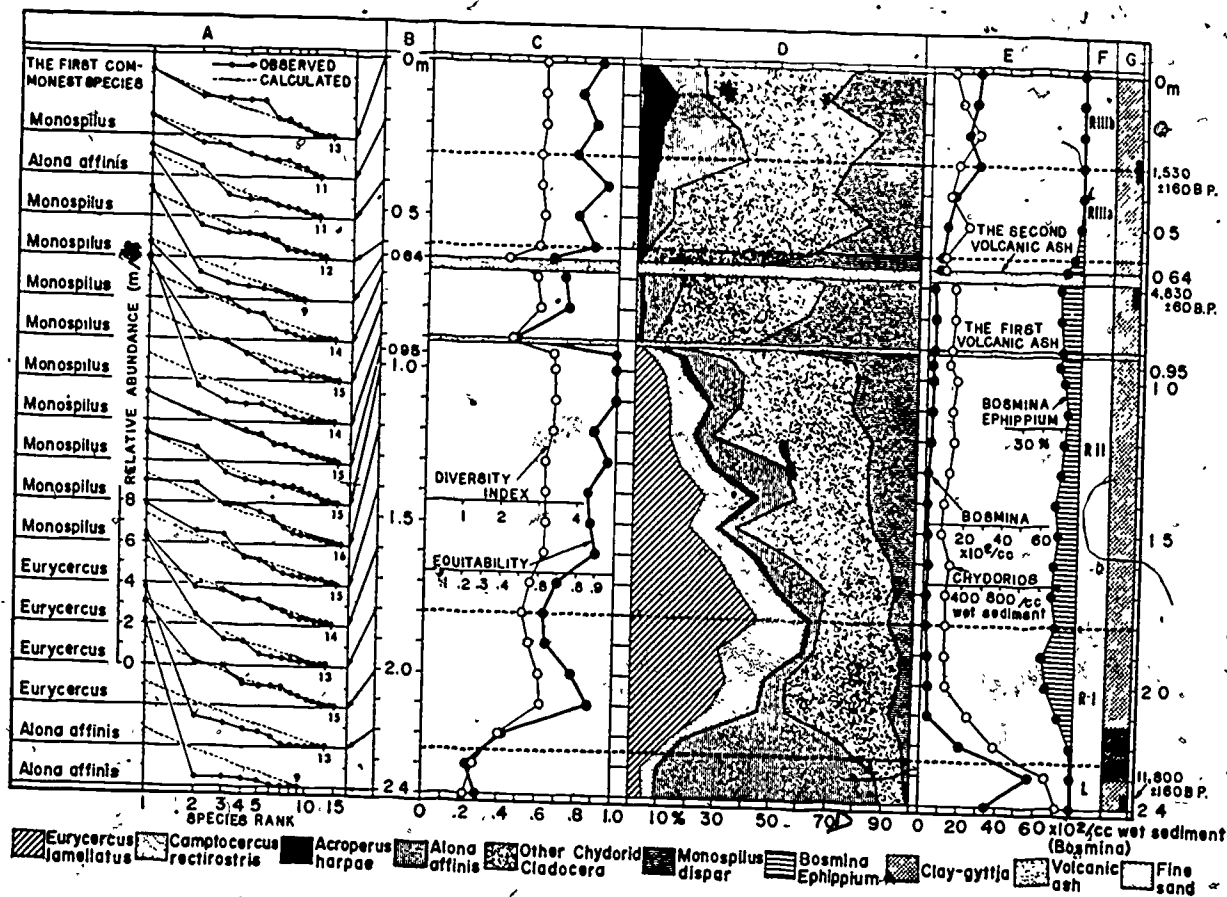 J
A B C D E F G
THE FIRST COM-
MONEST SPECIES
OBSERVED
CALCULATED
Monospilus
Alona affinis
Monospilus
Monospilus
Monospilus
Monospilus
Monospilus
Monospilus
Monospilus
Monospilus
Monospilus
Eurycercus
Eurycercus
Eurycercus
Eurycercus
Alona affinis
Alona affinis
RELATIVE ABUNDANCE (m)
8
6
4
2
0
13
11
11
12
9
14
15
14
15
15
16
15
14
13
15
13
9
1 2 3 4 5 10 15
SPECIES RANK
0 m
0.5
0.64
0.95
1.0
1.5
2.0
2.4
DIVERSITY
INDEX
1 2 4
EQUITABILITY
.1 .2 .3 .4 .6 .8 .9
0 .2 .4 .6 .8 1.0
10% 30 50 70 90
THE SECOND
VOLCANIC ASH
THE FIRST
VOLCANIC ASH
BOSMINA
EPHIPPIUM
30 %
BOSMINA
20 40 60
CHYDORIDS
400 800/cc
wet sediment
RIIIb
RIIIa
RII
R-I
L
0 m
1,530
±160 B.P.
0.5
0.64
4,830
±60 B.P.
0.95
1.0
1.5
2.0
11,800
±160 B.P.
2.4
20 40 60 x10²/cc wet sediment
(Bosmina)
Eurycercus lamellatus
Camptocercus rectirostris
Acroperus harpae
Alona affinis
Other Chydorid Cladocera
Monospilus dispar
Bosmina Ephippium
Clay-gyttja
Volcanic ash
Fine sand